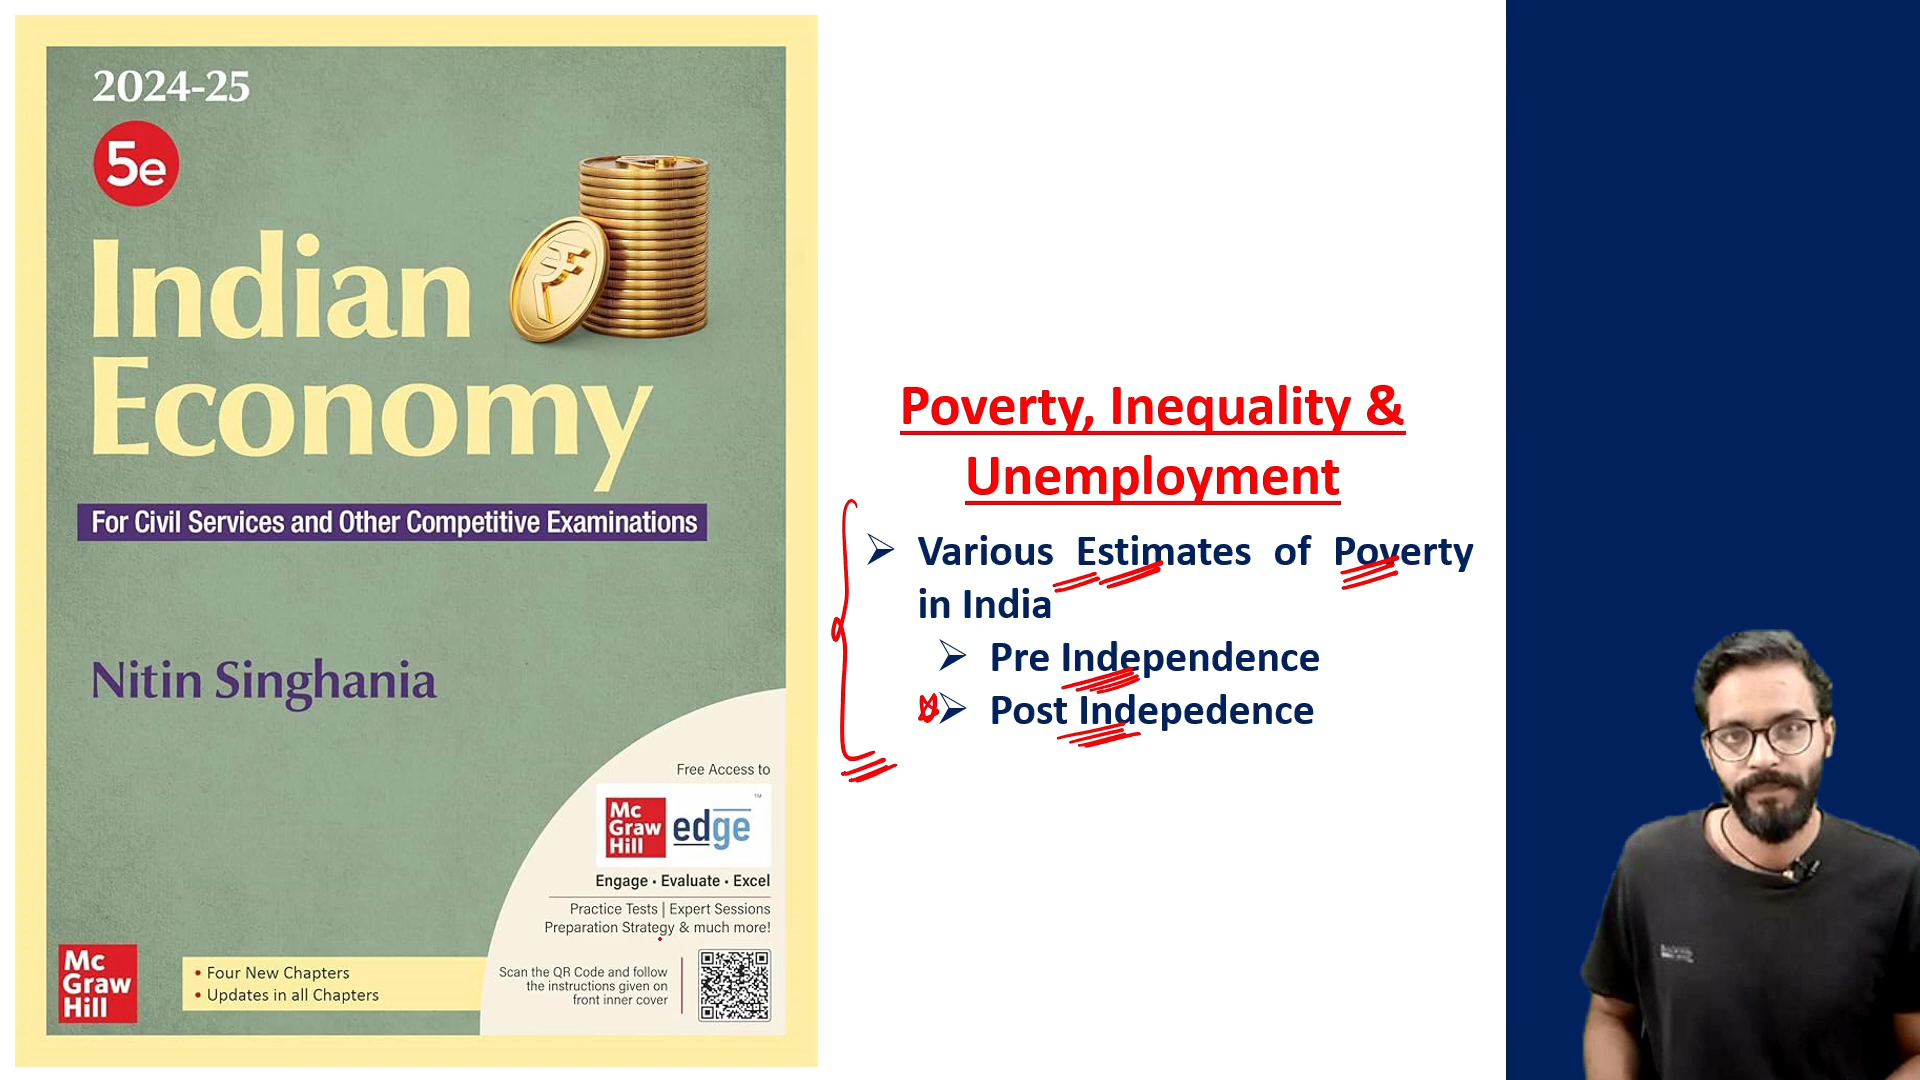 2024-25
5e
Indian
Economy
For Civil Services and Other Competitive Examinations
Nitin Singhania
Free Access to
Mc
Graw
Hill
edge
™
Engage · Evaluate · Excel
Practice Tests | Expert Sessions
Preparation Strategy & much more!
Scan the QR Code and follow
the instructions given on
front inner cover
Mc
Graw
Hill
• Four New Chapters
• Updates in all Chapters
Poverty, Inequality &
Unemployment
➢ Various Estimates of Poverty
in India
➢ Pre Independence
➢ Post Indepedence